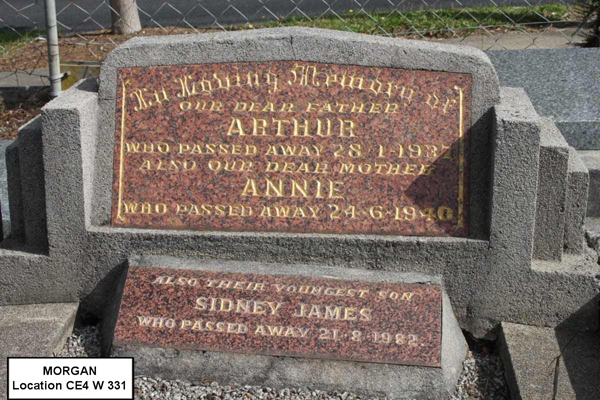 In Loving Memory of
OUR DEAR FATHER
ARTHUR
WHO PASSED AWAY 28-1-1937
ALSO OUR DEAR MOTHER
ANNIE
WHO PASSED AWAY 24-6-1940
ALSO THEIR YOUNGEST SON
SIDNEY JAMES
WHO PASSED AWAY 21-8-1982
MORGAN
Location CE4 W 331